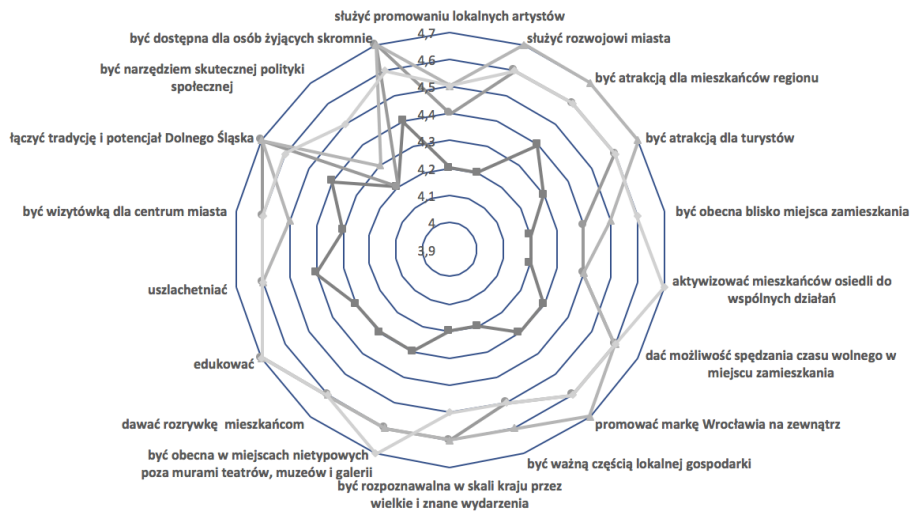 służyć promowaniu lokalnych artystów
służyć rozwojowi miasta
być atrakcją dla mieszkańców regionu
być atrakcją dla turystów
być obecna blisko miejsca zamieszkania
aktywizować mieszkańców osiedli do
wspólnych działań
dać możliwość spędzania czasu wolnego w
miejscu zamieszkania
promować markę Wrocławia na zewnątrz
być ważną częścią lokalnej gospodarki
być rozpoznawalna w skali kraju przez
wielkie i znane wydarzenia
być obecna w miejscach nietypowych
poza murami teatrów, muzeów i galerii
dawać rozrywkę mieszkańcom
edukować
uszlachetniać
być wizytówką dla centrum miasta
łączyć tradycję i potencjał Dolnego Śląska
być narzędziem skutecznej polityki
społecznej
być dostępna dla osób żyjących skromnie
4,7
4,6
4,5
4,4
4,3
4,2
4,1
4
3,9